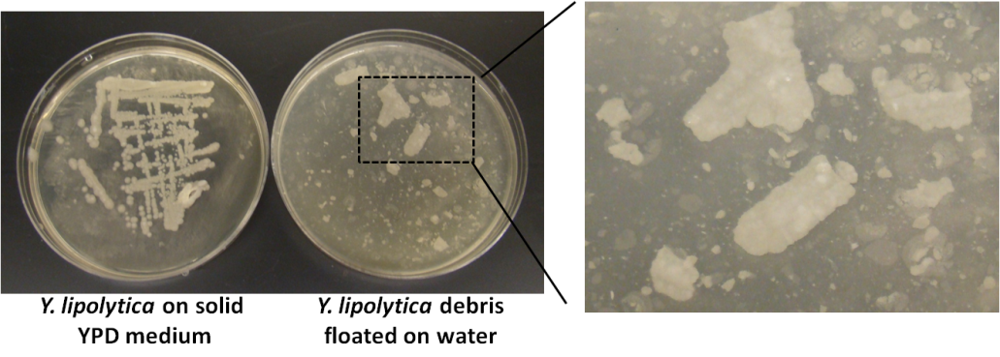 Y. lipolytica on solid
YPD medium
Y. lipolytica debris
floated on water